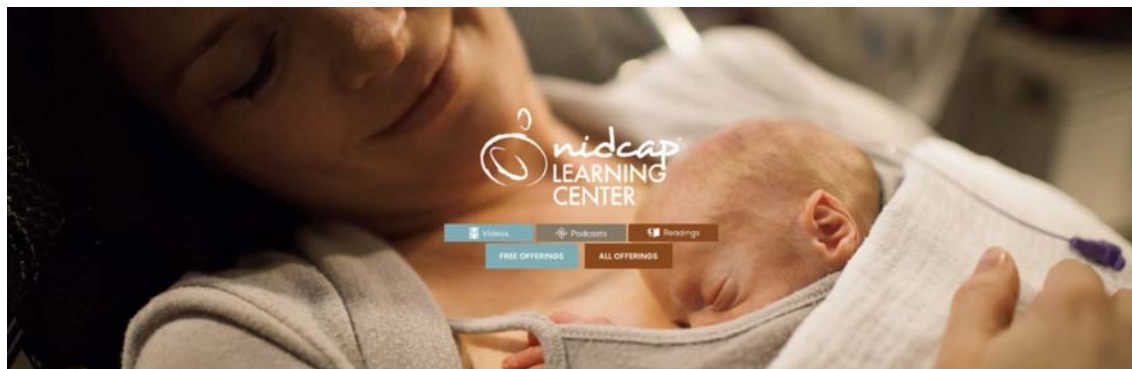 nidcap
LEARNING
CENTER
Videos Podcasts Readings
FREE OFFERINGS ALL OFFERINGS